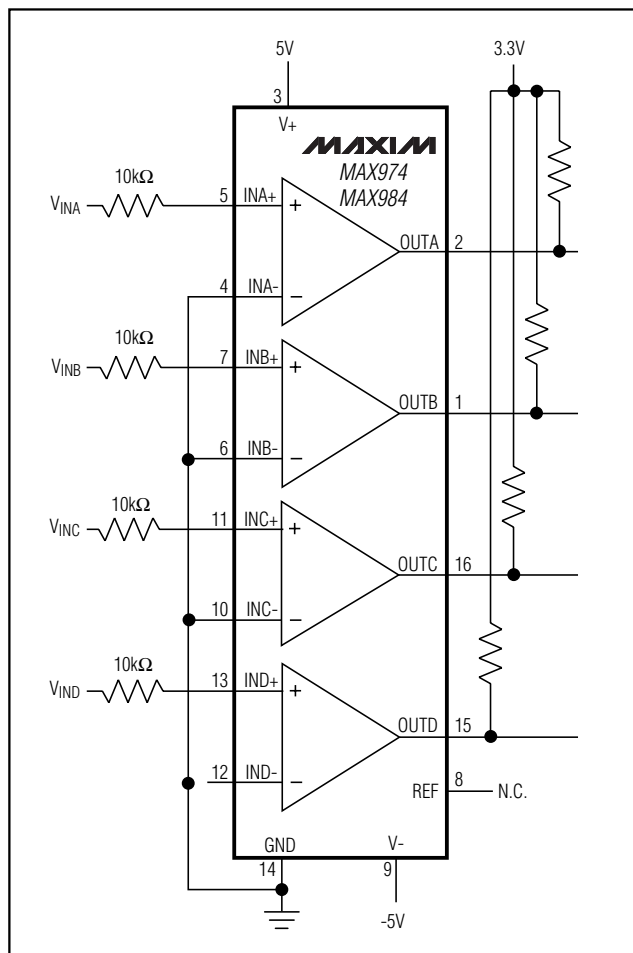 5V
3.3V
3
V+
MAXIM
MAX974
MAX984
10kΩ
VINA
5
INA+
+
OUTA
2
4
INA-
−
10kΩ
VINB
7
INB+
+
OUTB
1
6
INB-
−
10kΩ
VINC
11
INC+
+
OUTC
16
10
INC-
−
10kΩ
VIND
13
IND+
+
OUTD
15
12
IND-
−
REF
8
N.C.
GND
V-
14
9
-5V